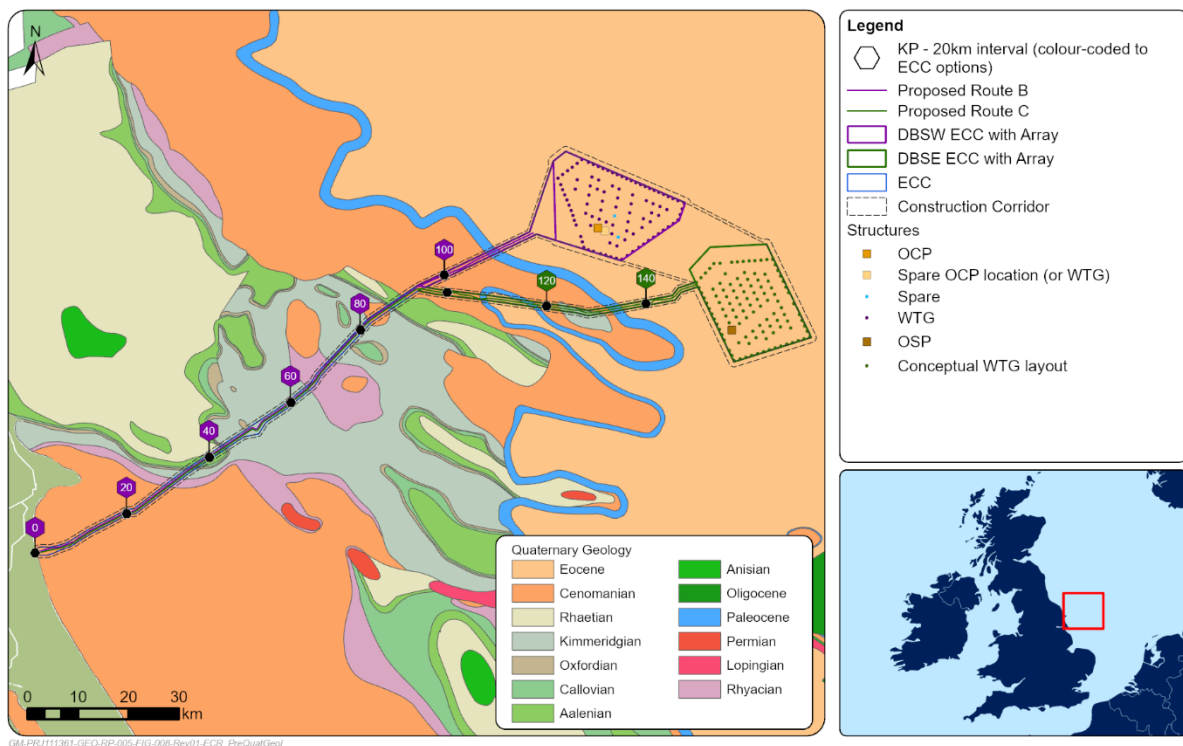 N
0
20
40
60
80
100
120
140
0 10 20 30
km
Quaternary Geology
Eocene
Cenomanian
Rhaetian
Kimmeridgian
Oxfordian
Callovian
Aalenian
Anisian
Oligocene
Paleocene
Permian
Lopingian
Rhyacian
GM-PRJ111361-GEO-RP-005-FIG-008-Rev01-ECR_PreQuatGeol
Legend
KP - 20km interval (colour-coded to
ECC options)
Proposed Route B
Proposed Route C
DBSW ECC with Array
DBSE ECC with Array
ECC
Construction Corridor
Structures
OCP
Spare OCP location (or WTG)
Spare
WTG
OSP
Conceptual WTG layout